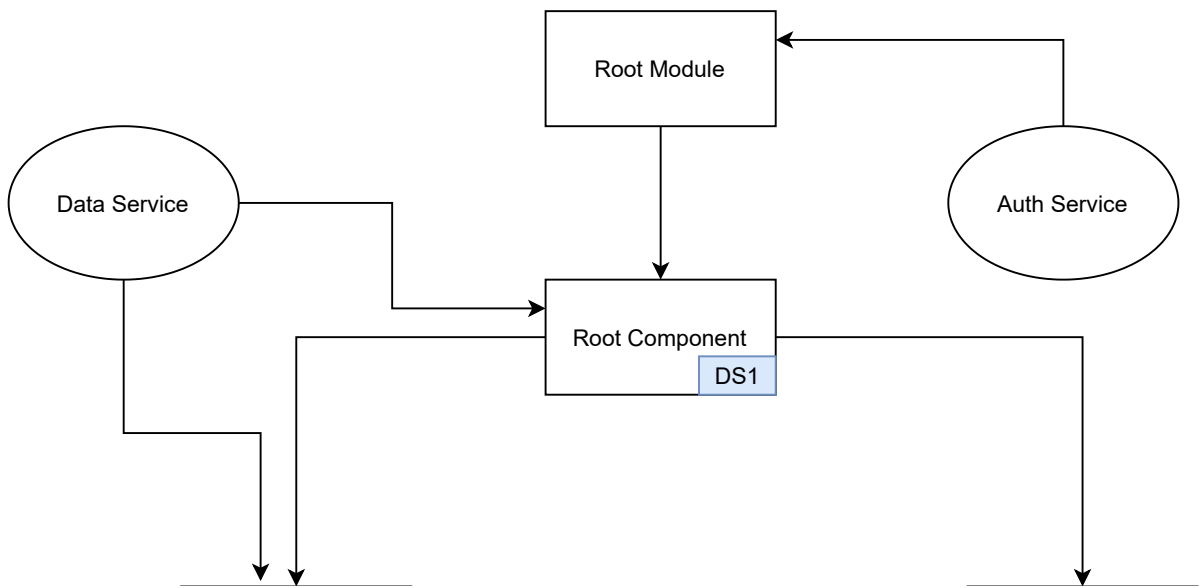 Root Module
Data Service
Auth Service
Root Component
DS1